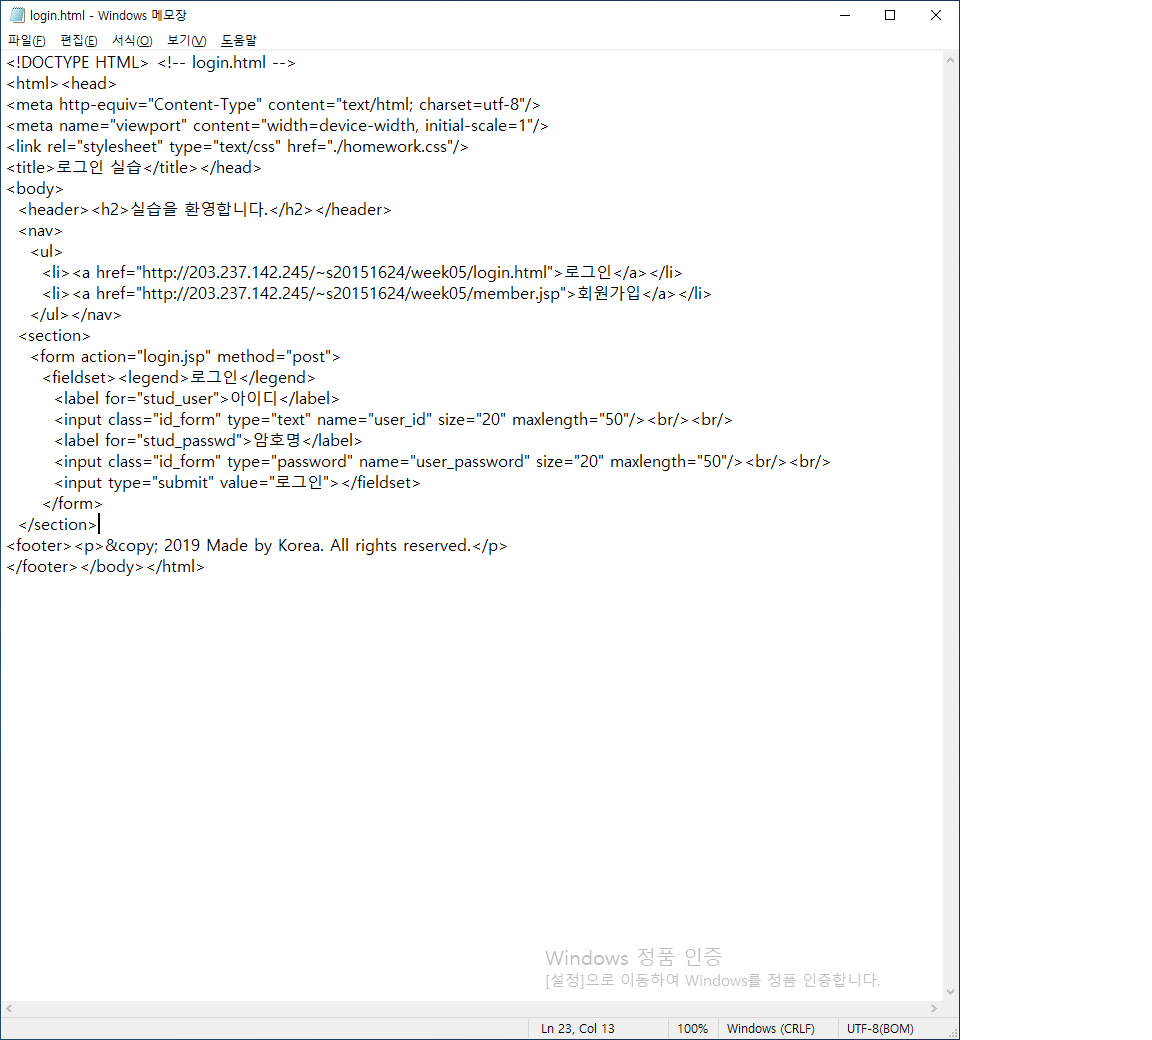 login.html - Windows 메모장
파일(F) 편집(E) 서식(O) 보기(V) 도움말
<!DOCTYPE HTML> <!-- login.html -->
<html><head>
<meta http-equiv="Content-Type" content="text/html; charset=utf-8"/>
<meta name="viewport" content="width=device-width, initial-scale=1"/>
<link rel="stylesheet" type="text/css" href="./homework.css"/>
<title>로그인 실습</title></head>
<body>
<header><h2>실습을 환영합니다.</h2></header>
<nav>
<ul>
<li><a href="http://203.237.142.245/~s20151624/week05/login.html">로그인</a></li>
<li><a href="http://203.237.142.245/~s20151624/week05/member.jsp">회원가입</a></li>
</ul></nav>
<section>
<form action="login.jsp" method="post">
<fieldset><legend>로그인</legend>
<label for="stud_user">아이디</label>
<input class="id_form" type="text" name="user_id" size="20" maxlength="50"/><br/><br/>
<label for="stud_passwd">암호명</label>
<input class="id_form" type="password" name="user_password" size="20" maxlength="50"/><br/><br/>
<input type="submit" value="로그인"></fieldset>
</form>
</section>
<footer><p>&copy; 2019 Made by Korea. All rights reserved.</p>
</footer></body></html>
Windows 정품 인증
[설정]으로 이동하여 Windows를 정품 인증합니다.
Ln 23, Col 13 100% Windows (CRLF) UTF-8(BOM)